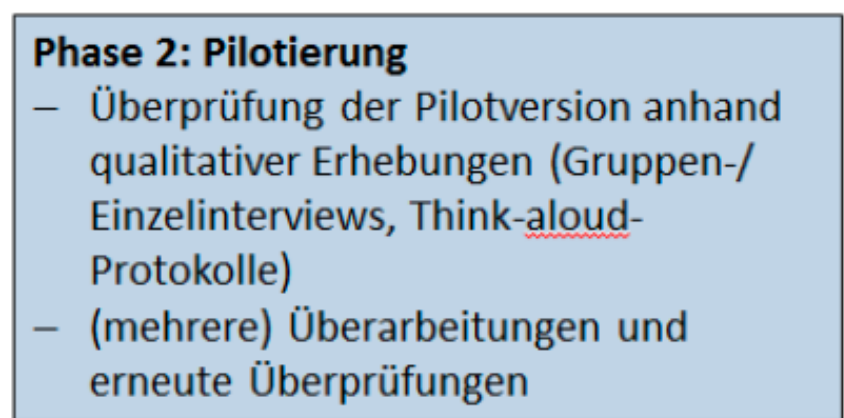 Phase 2: Pilotierung
– Überprüfung der Pilotversion anhand
qualitativer Erhebungen (Gruppen-/
Einzelinterviews, Think-aloud-
Protokolle)
– (mehrere) Überarbeitungen und
erneute Überprüfungen